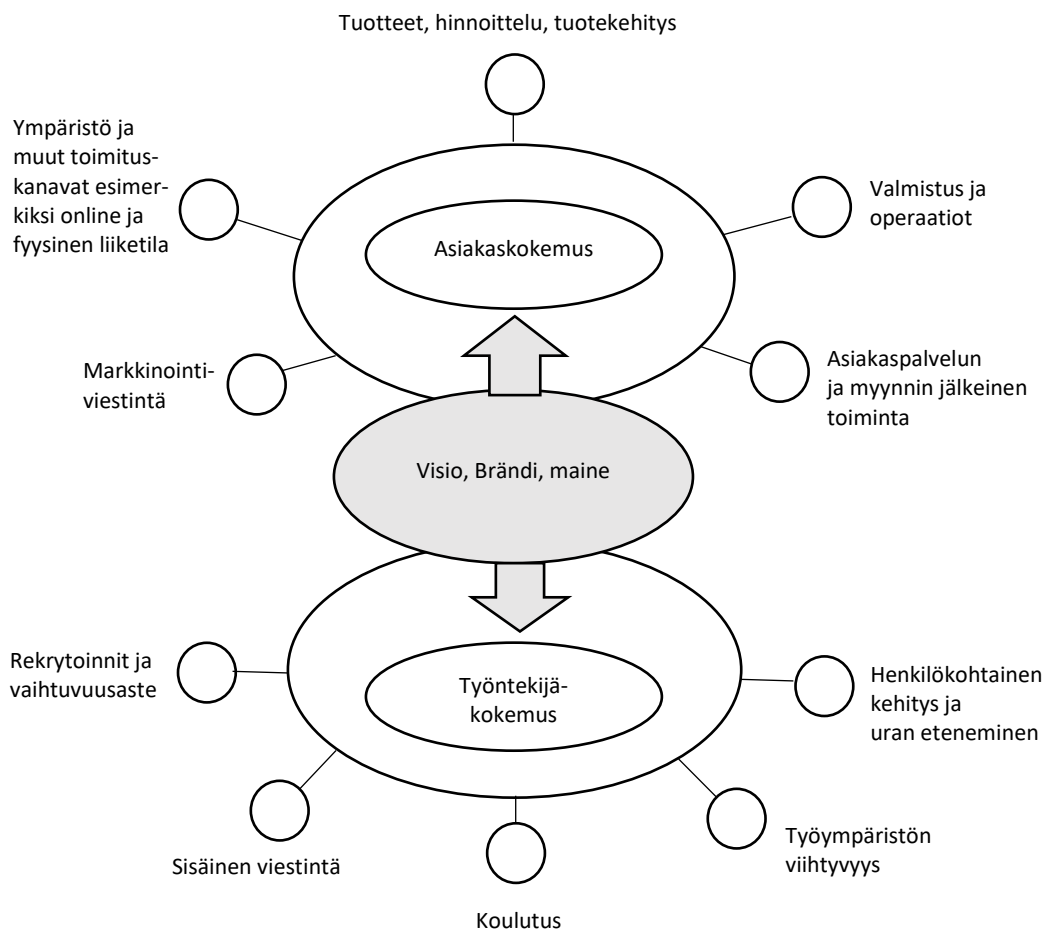 Tuotteet, hinnoittelu, tuotekehitys
Ympäristö ja
muut toimitus-
kanavat esimer-
kiksi online ja
fyysinen liiketila
Valmistus ja
operaatiot
Asiakaskokemus
Markkinointi-
viestintä
Asiakaspalvelun
ja myynnin jälkeinen
toiminta
Visio, Brändi, maine
Rekrytoinnit ja
vaihtuvuusaste
Työntekijä-
kokemus
Henkilökohtainen
kehitys ja
uran eteneminen
Sisäinen viestintä
Työympäristön
viihtyvyys
Koulutus